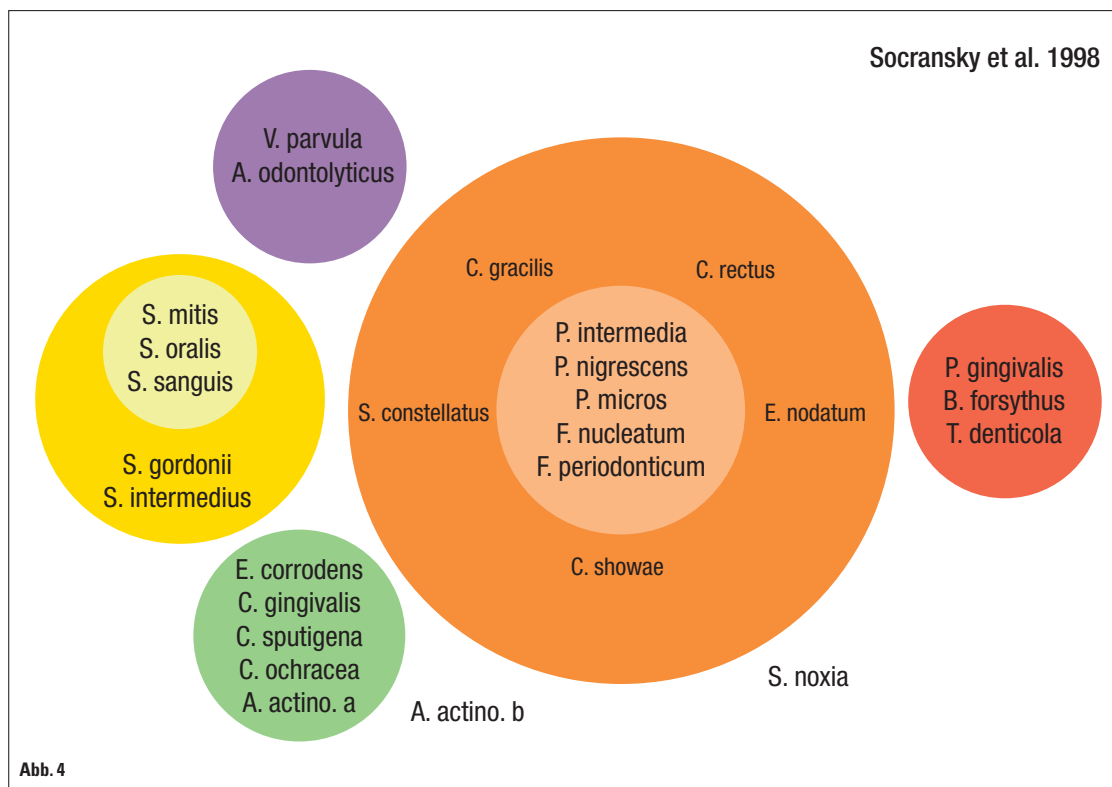 Socransky et al. 1998
V. parvula
A. odontolyticus
S. mitis
S. oralis
S. sanguis
S. gordonii
S. intermedius
E. corrodens
C. gingivalis
C. sputigena
C. ochracea
A. actino. a
A. actino. b
C. gracilis
C. rectus
S. constellatus
P. intermedia
P. nigrescens
P. micros
F. nucleatum
F. periodonticum
E. nodatum
C. showae
S. noxia
P. gingivalis
B. forsythus
T. denticola
Abb. 4